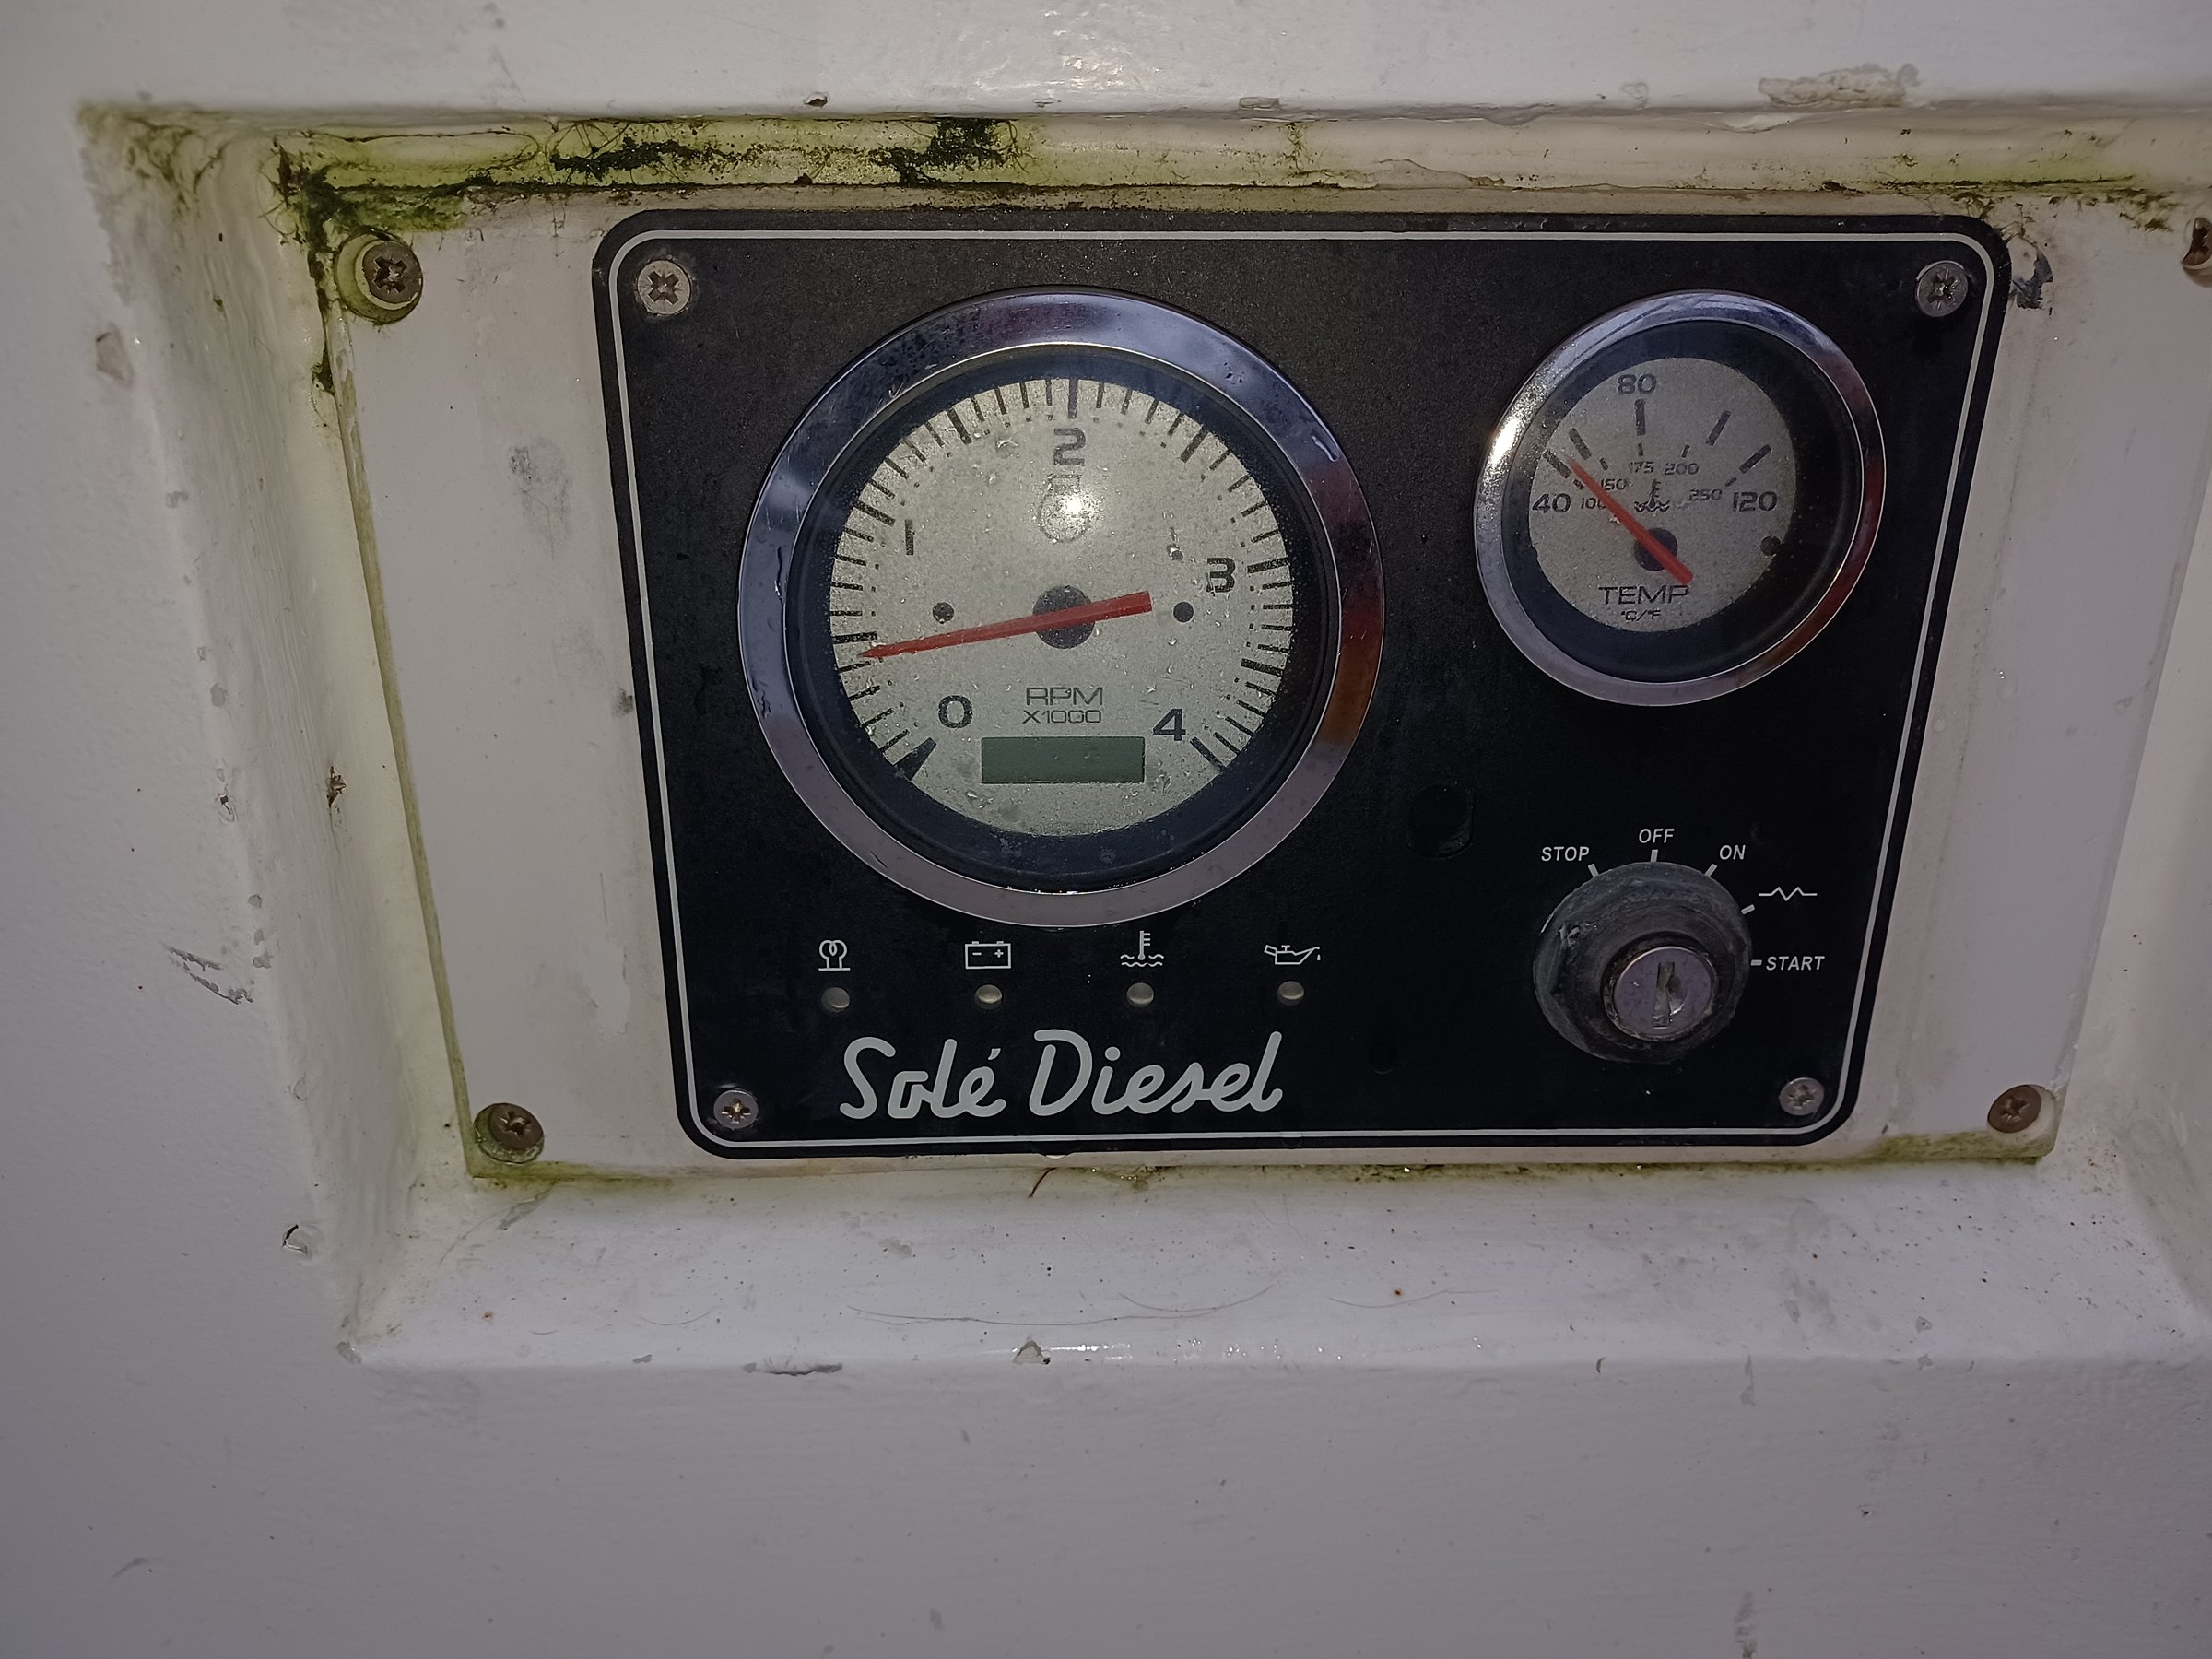 2
1
3
0
4
RPM
X1000
80
175 200
150
40 100
250 120
TEMP
°C/°F
STOP
OFF
ON
START
- +
Solé Diesel